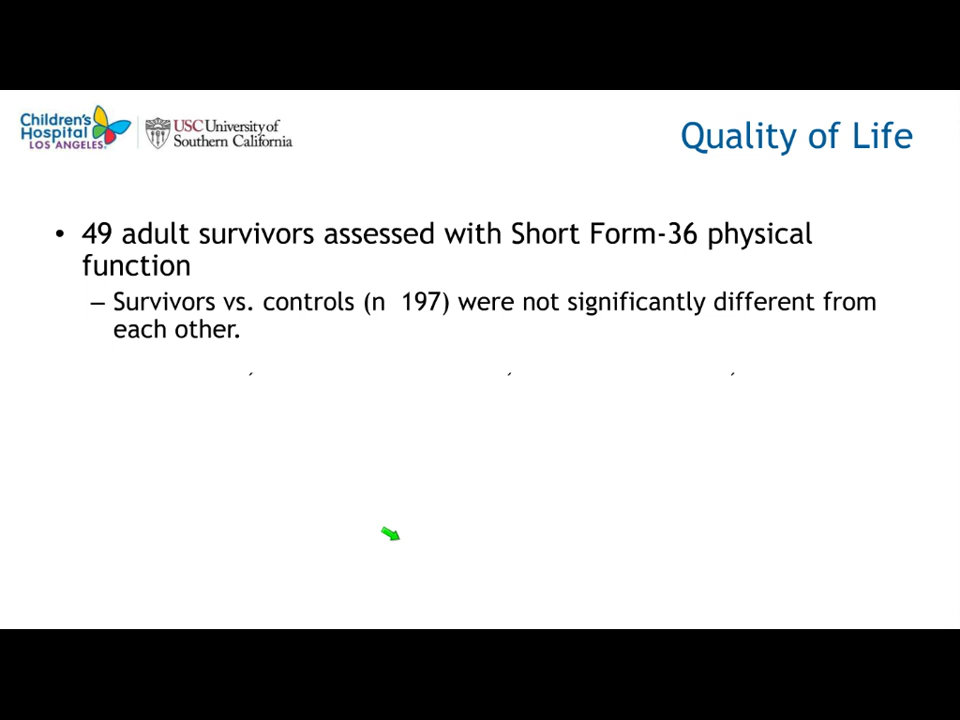 Children's
Hospital
LOS ANGELES.
USC University of
Southern California
Quality of Life
• 49 adult survivors assessed with Short Form-36 physical
function
– Survivors vs. controls (n 197) were not significantly different from
each other.